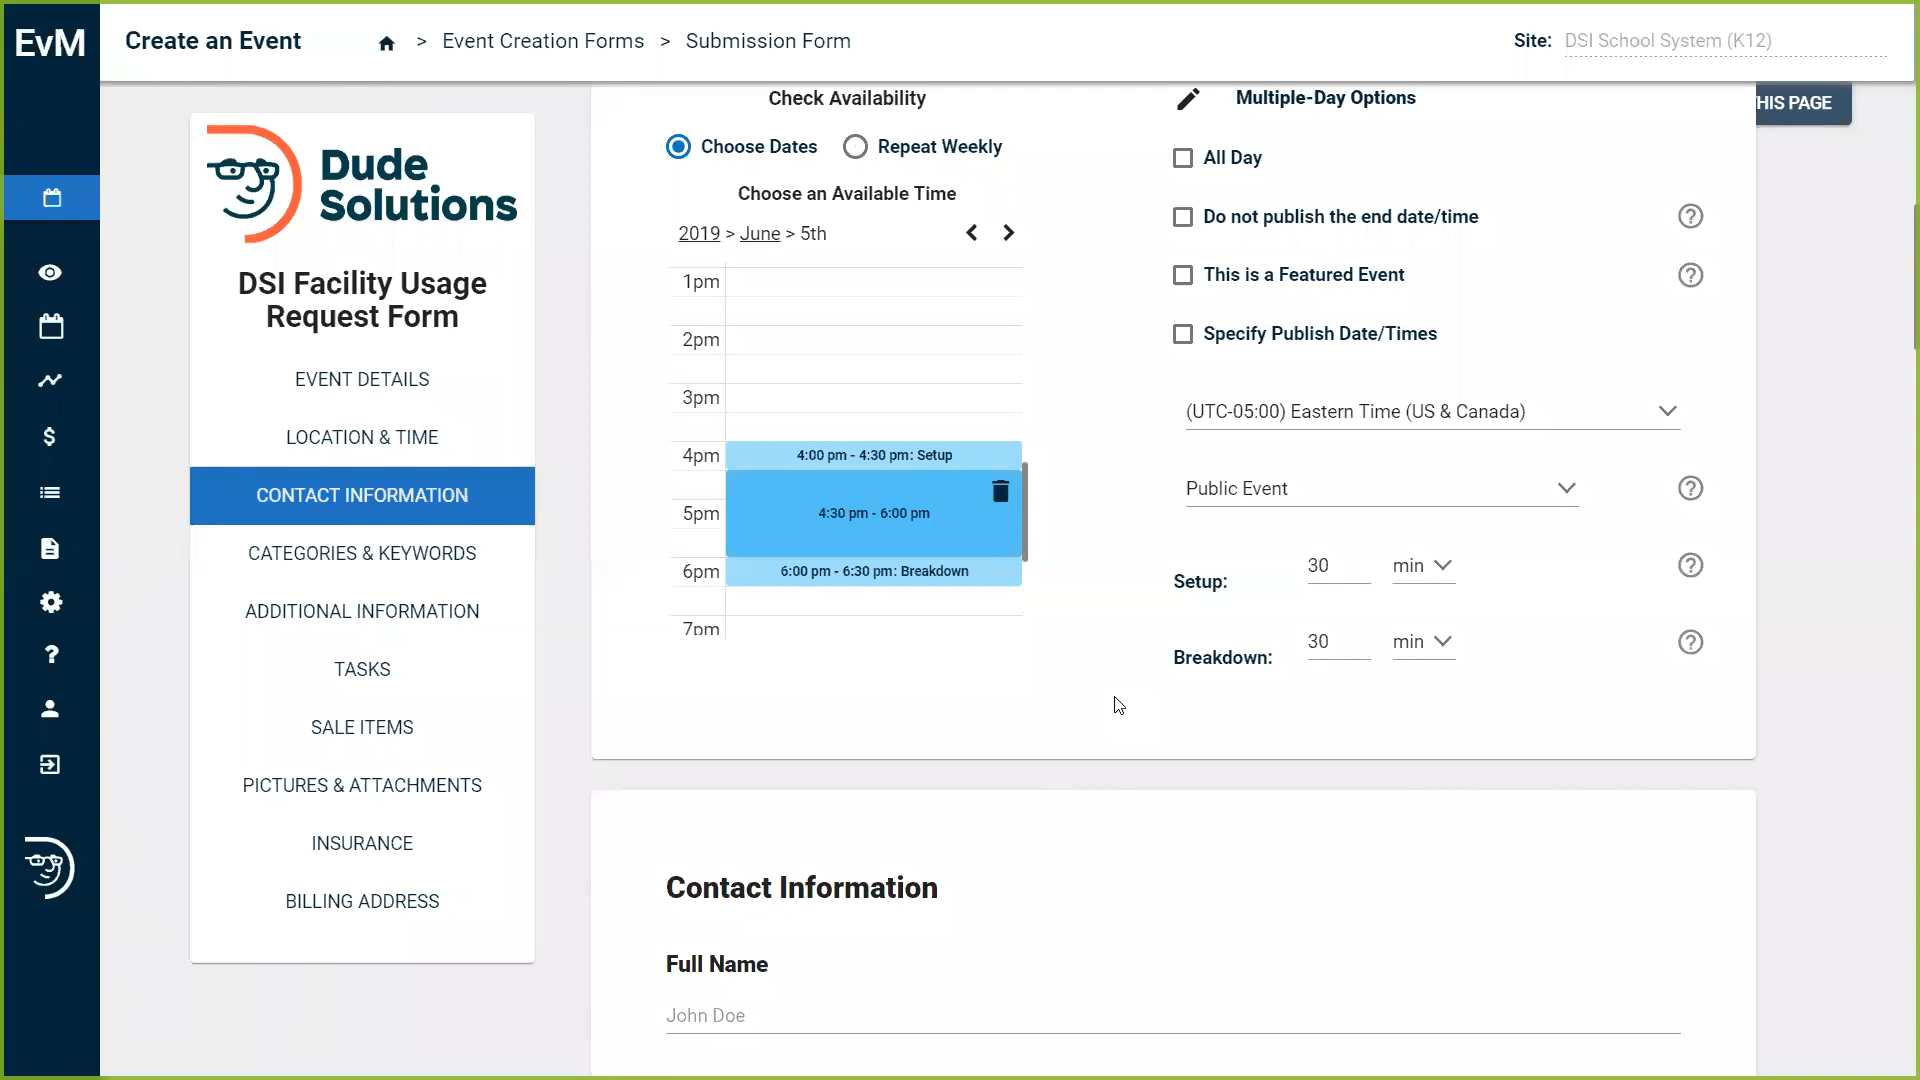 EvM
Create an Event
> Event Creation Forms > Submission Form
Site: DSI School System (K12)
HIS PAGE
Dude
Solutions
DSI Facility Usage
Request Form
EVENT DETAILS
LOCATION & TIME
CONTACT INFORMATION
CATEGORIES & KEYWORDS
ADDITIONAL INFORMATION
TASKS
SALE ITEMS
PICTURES & ATTACHMENTS
INSURANCE
BILLING ADDRESS
Check Availability
Choose Dates
Repeat Weekly
Choose an Available Time
2019 > June > 5th
1pm
2pm
3pm
4pm
4:00 pm - 4:30 pm: Setup
5pm
4:30 pm - 6:00 pm
6pm
6:00 pm - 6:30 pm: Breakdown
7pm
Multiple-Day Options
All Day
Do not publish the end date/time
This is a Featured Event
Specify Publish Date/Times
(UTC-05:00) Eastern Time (US & Canada)
Public Event
Setup: 30 min
Breakdown: 30 min
Contact Information
Full Name
John Doe